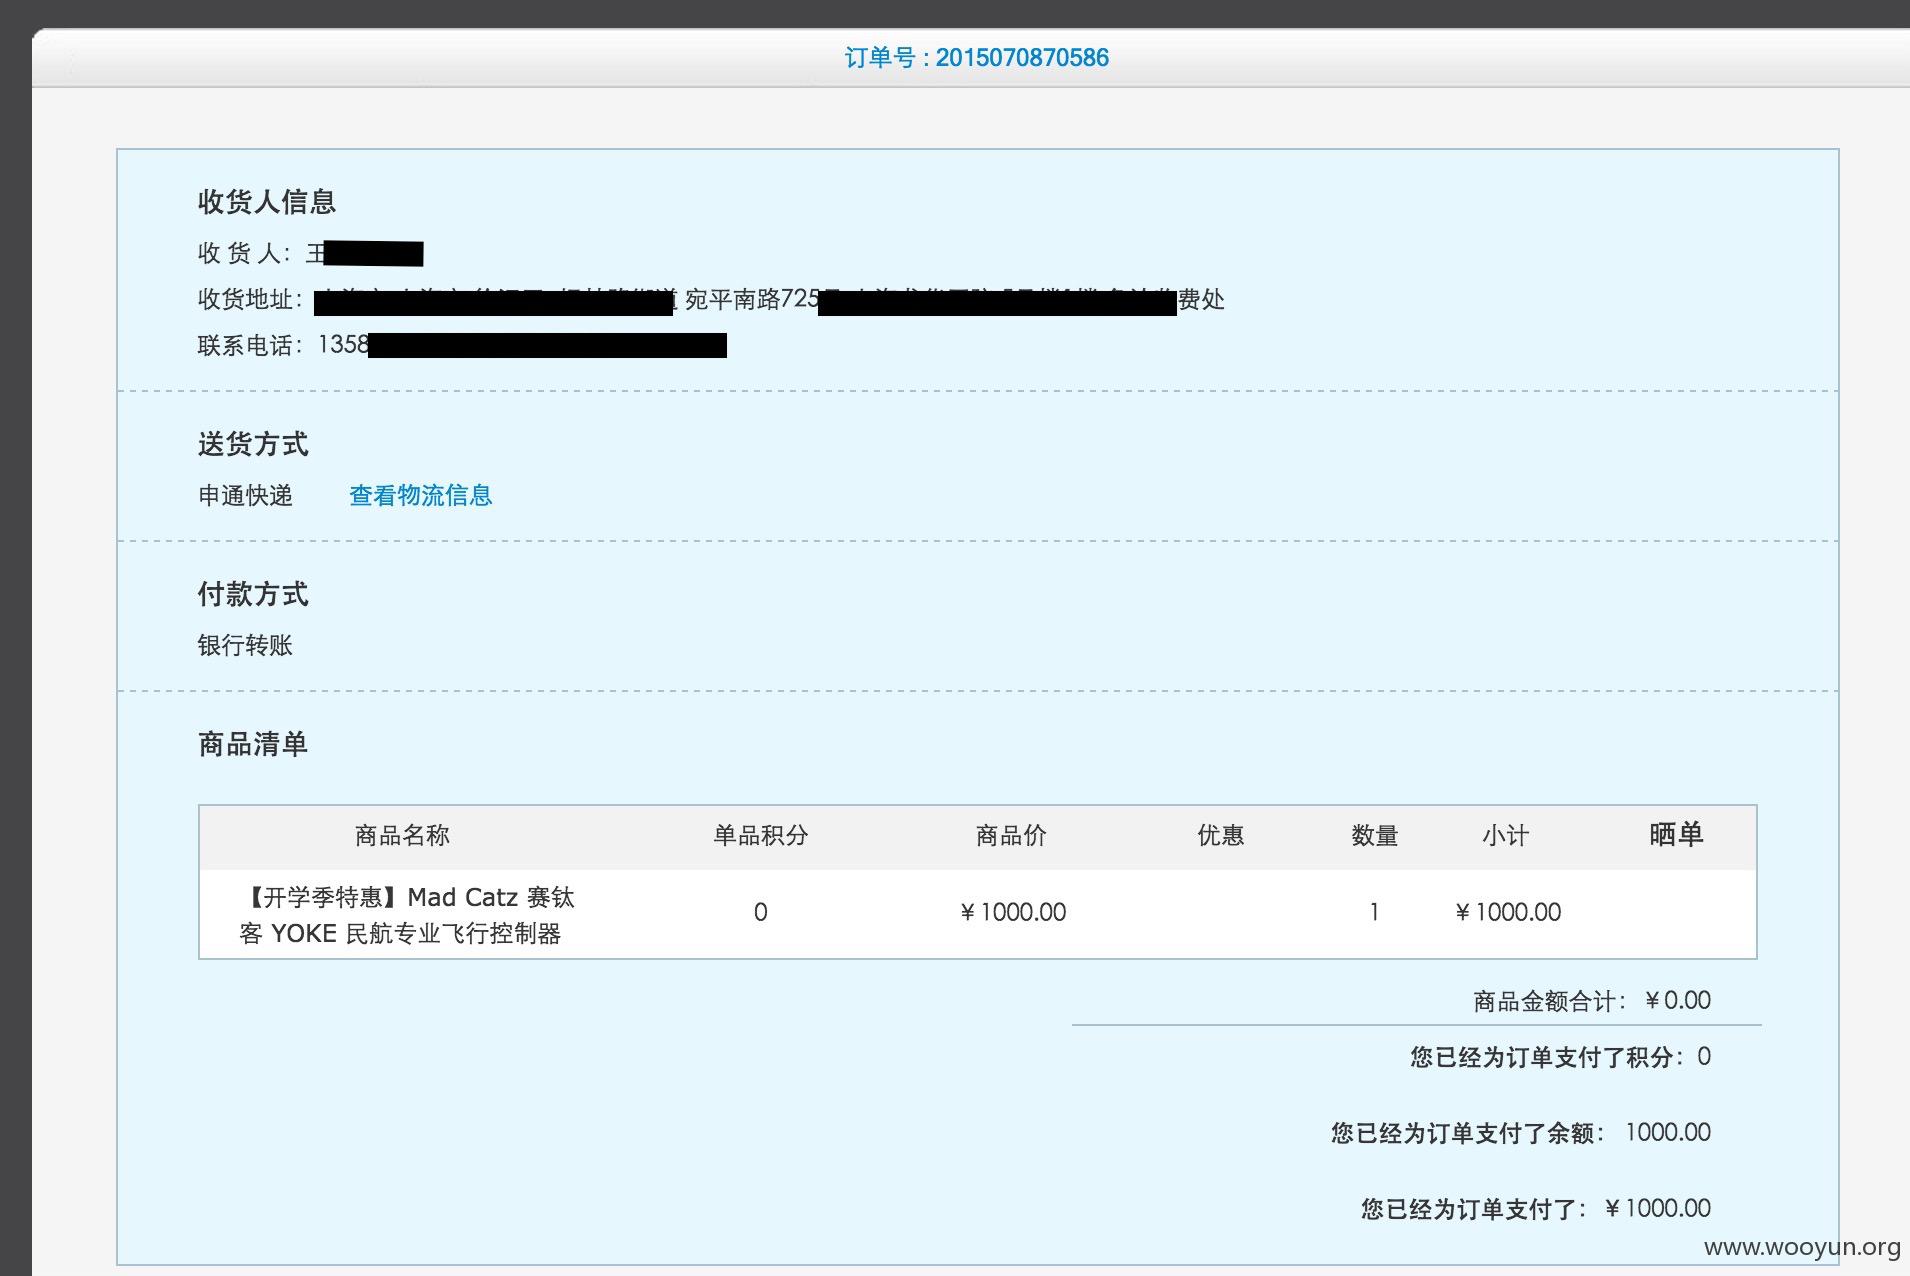 订单号 : 2015070870586
收货人信息
收 货 人： 王
收货地址： 宛平南路725 费处
联系电话： 1358
送货方式
申通快递 查看物流信息
付款方式
银行转账
商品清单
商品名称 单品积分 商品价 优惠 数量 小计 晒单
【开学季特惠】Mad Catz 赛钛
客 YOKE 民航专业飞行控制器
0 ￥1000.00 1 ￥1000.00
商品金额合计： ￥0.00
您已经为订单支付了积分： 0
您已经为订单支付了余额： 1000.00
您已经为订单支付了： ￥1000.00
www.wooyun.org